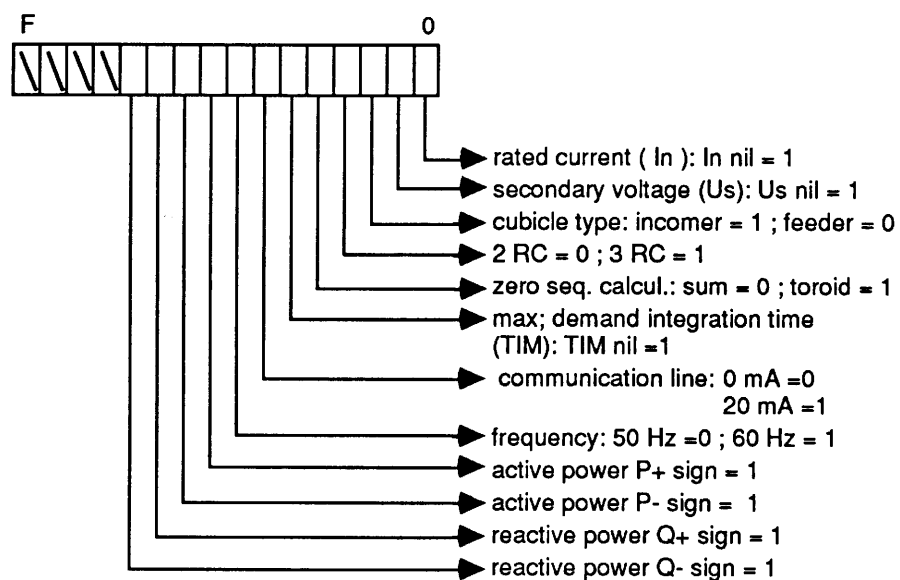 F 0
rated current ( In ): In nil = 1
secondary voltage (Us): Us nil = 1
cubicle type: incomer = 1 ; feeder = 0
2 RC = 0 ; 3 RC = 1
zero seq. calcul.: sum = 0 ; toroid = 1
max; demand integration time
(TIM): TIM nil =1
communication line: 0 mA =0
20 mA =1
frequency: 50 Hz =0 ; 60 Hz = 1
active power P+ sign = 1
active power P- sign = 1
reactive power Q+ sign = 1
reactive power Q- sign = 1